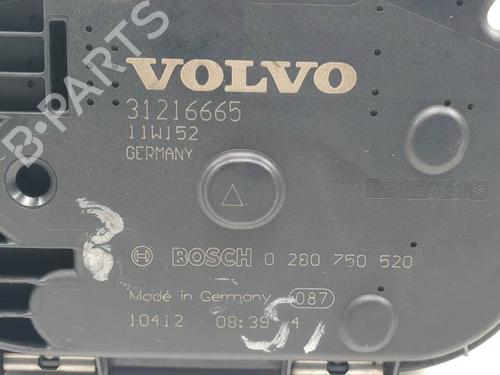 VOLVO
31216665
11W152
GERMANY
BOSCH 0 280 750 520
Made in Germany 087
10412 08:39 4
B-PARTS